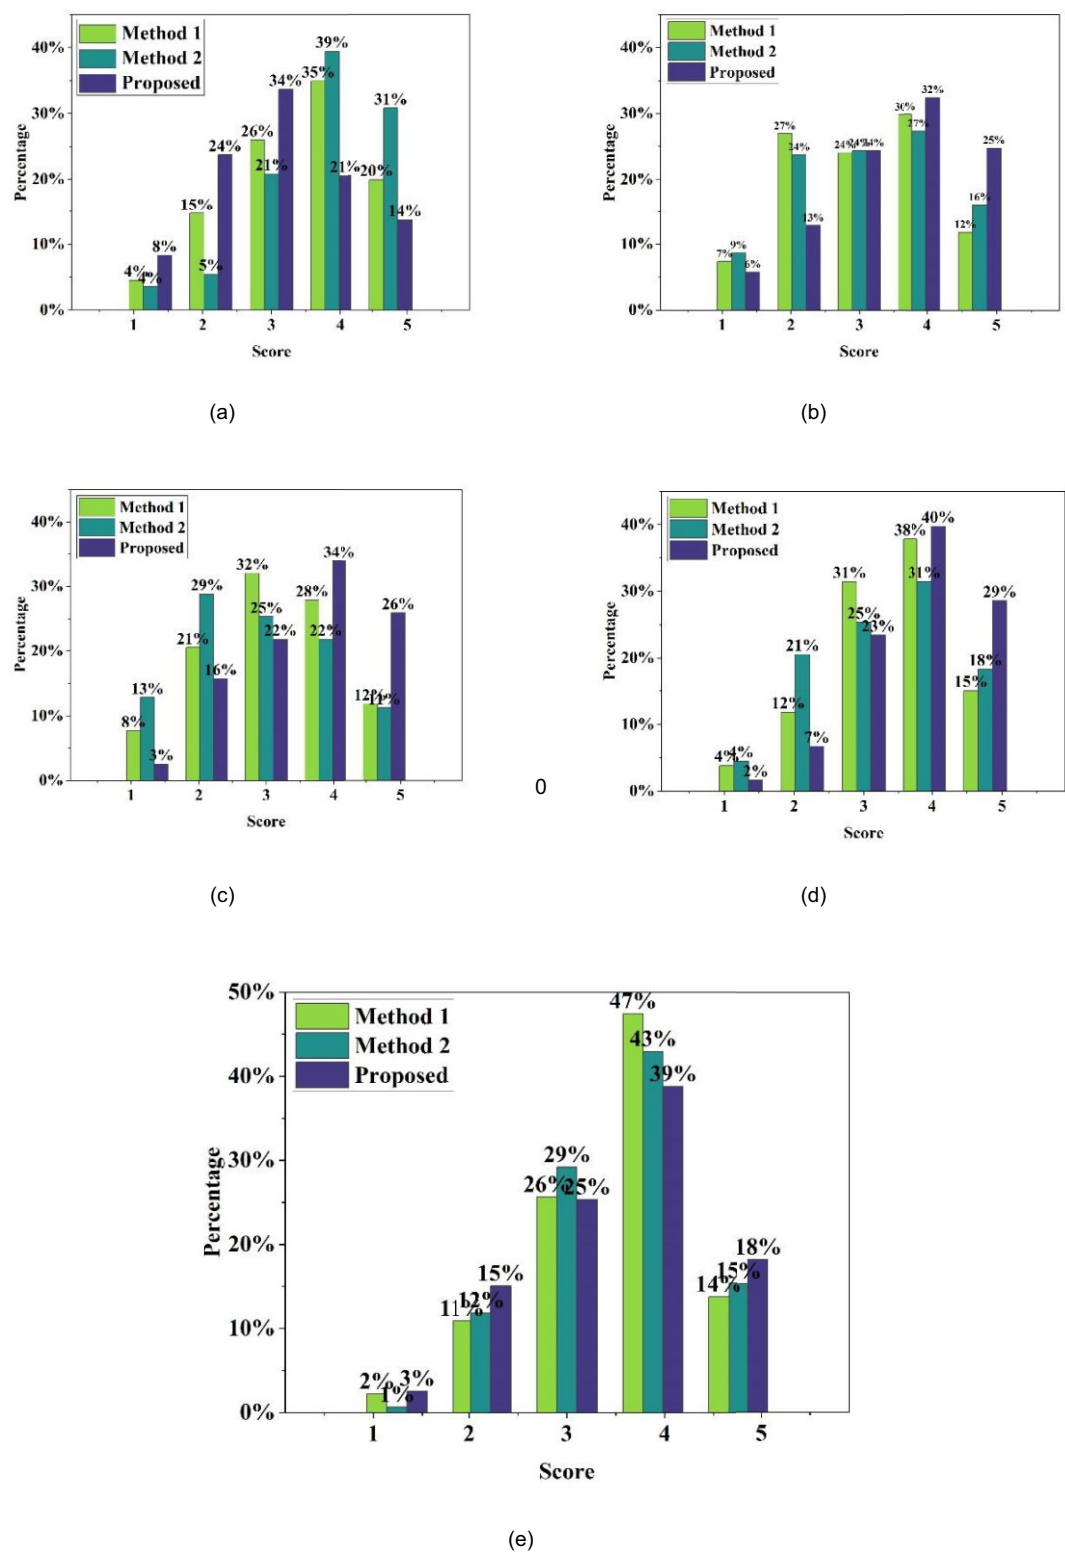 40%
30%
20%
10%
0%
Percentage
Method 1
Method 2
Proposed
4%
4%
8%
15%
5%
24%
26%
21%
34%
35%
39%
21%
20%
31%
14%
1 2 3 4 5
Score
(a)
40%
30%
20%
10%
0%
Percentage
Method 1
Method 2
Proposed
7%
9%
6%
27%
24%
13%
24%
24%
24%
30%
27%
32%
12%
16%
25%
1 2 3 4 5
Score
(b)
40%
30%
20%
10%
0%
Percentage
Method 1
Method 2
Proposed
8%
13%
3%
21%
29%
16%
32%
25%
22%
28%
22%
34%
12%
11%
26%
1 2 3 4 5
Score
(c)
0
40%
30%
20%
10%
0%
Percentage
Method 1
Method 2
Proposed
4%
4%
2%
12%
21%
7%
31%
25%
23%
38%
31%
40%
15%
18%
29%
1 2 3 4 5
Score
(d)
50%
40%
30%
20%
10%
0%
Percentage
Method 1
Method 2
Proposed
2%
1%
3%
11%
12%
15%
26%
29%
25%
47%
43%
39%
14%
15%
18%
1 2 3 4 5
Score
(e)